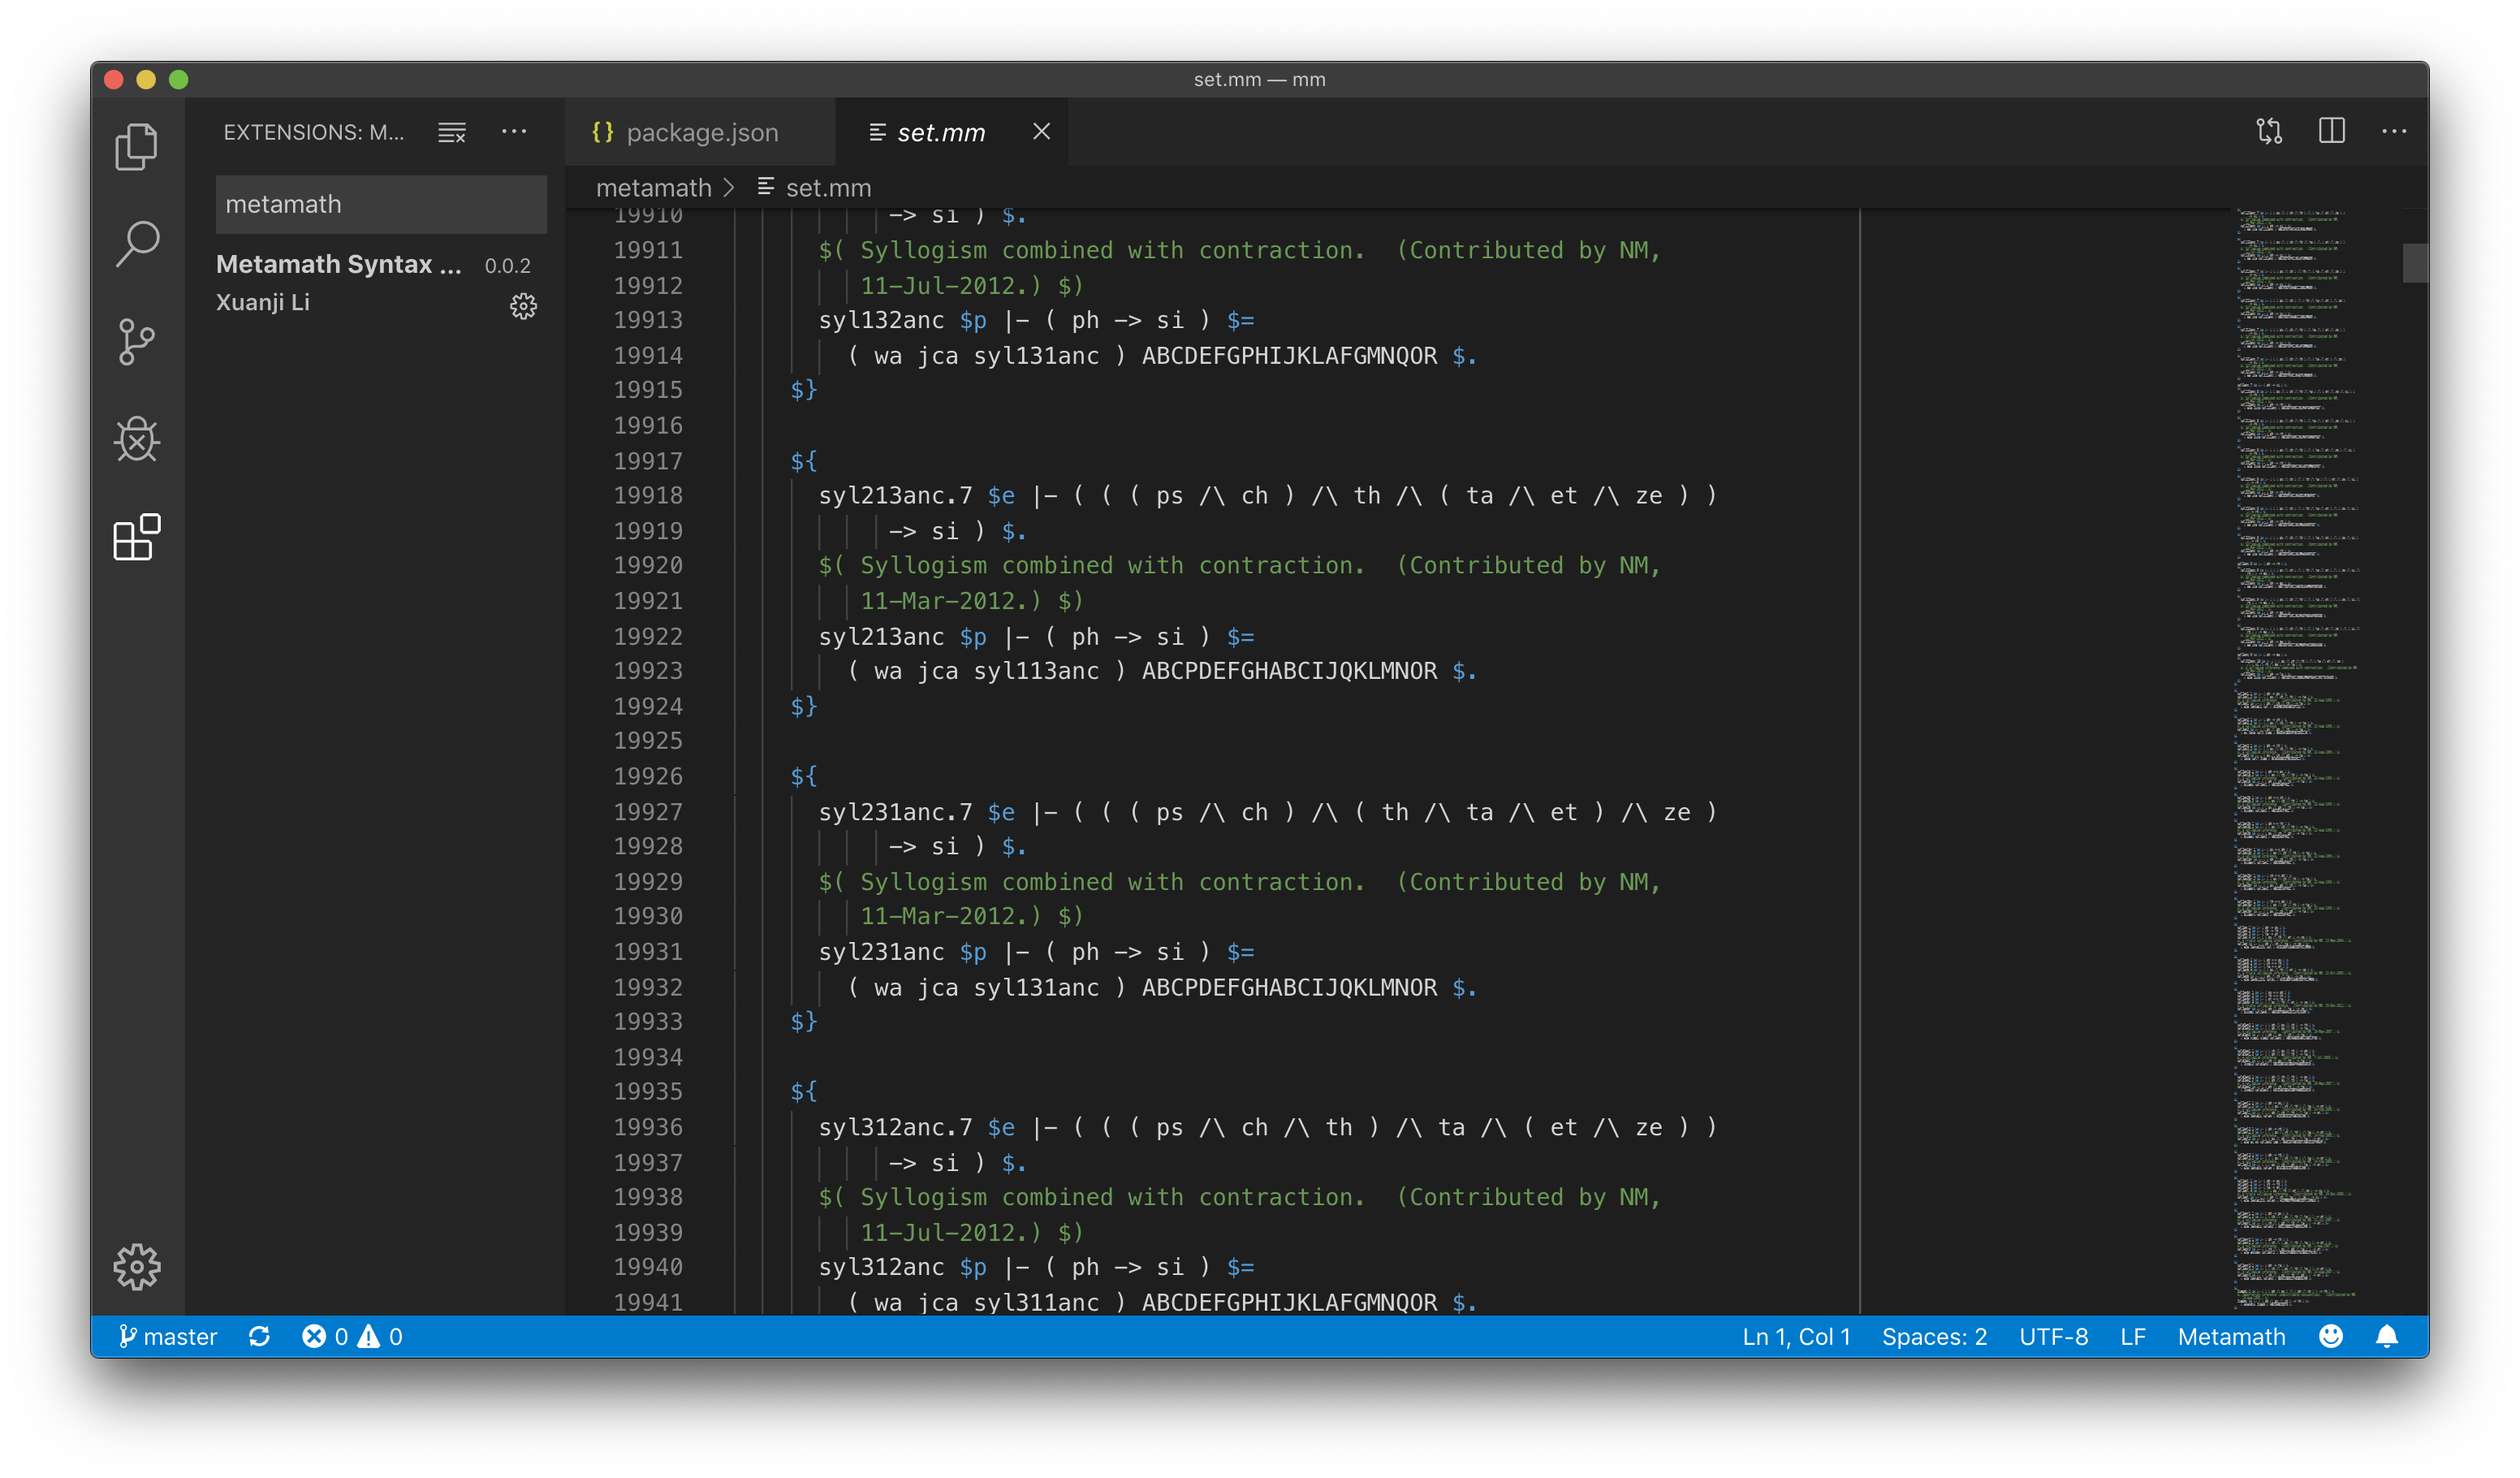 set.mm — mm
EXTENSIONS: M...
metamath
Metamath Syntax ... 0.0.2
Xuanji Li
{} package.json
set.mm
metamath > set.mm
19910 -> si ) $.
19911 $( Syllogism combined with contraction.  (Contributed by NM,
19912 11-Jul-2012.) $)
19913 syl132anc $p |- ( ph -> si ) $=
19914 ( wa jca syl131anc ) ABCDEFGPHIJKLAFGMNQOR $.
19915 $}
19916
19917 ${
19918 syl213anc.7 $e |- ( ( ( ps /\ ch ) /\ th /\ ( ta /\ et /\ ze ) )
19919 -> si ) $.
19920 $( Syllogism combined with contraction.  (Contributed by NM,
19921 11-Mar-2012.) $)
19922 syl213anc $p |- ( ph -> si ) $=
19923 ( wa jca syl113anc ) ABCPDEFGHABCIJQKLMNOR $.
19924 $}
19925
19926 ${
19927 syl231anc.7 $e |- ( ( ( ps /\ ch ) /\ ( th /\ ta /\ et ) /\ ze )
19928 -> si ) $.
19929 $( Syllogism combined with contraction.  (Contributed by NM,
19930 11-Mar-2012.) $)
19931 syl231anc $p |- ( ph -> si ) $=
19932 ( wa jca syl131anc ) ABCPDEFGHABCIJQKLMNOR $.
19933 $}
19934
19935 ${
19936 syl312anc.7 $e |- ( ( ( ps /\ ch /\ th ) /\ ta /\ ( et /\ ze ) )
19937 -> si ) $.
19938 $( Syllogism combined with contraction.  (Contributed by NM,
19939 11-Jul-2012.) $)
19940 syl312anc $p |- ( ph -> si ) $=
19941 ( wa jca syl311anc ) ABCDEFGPHIJKLAFGMNQOR $.
master 0 0 Ln 1, Col 1 Spaces: 2 UTF-8 LF Metamath